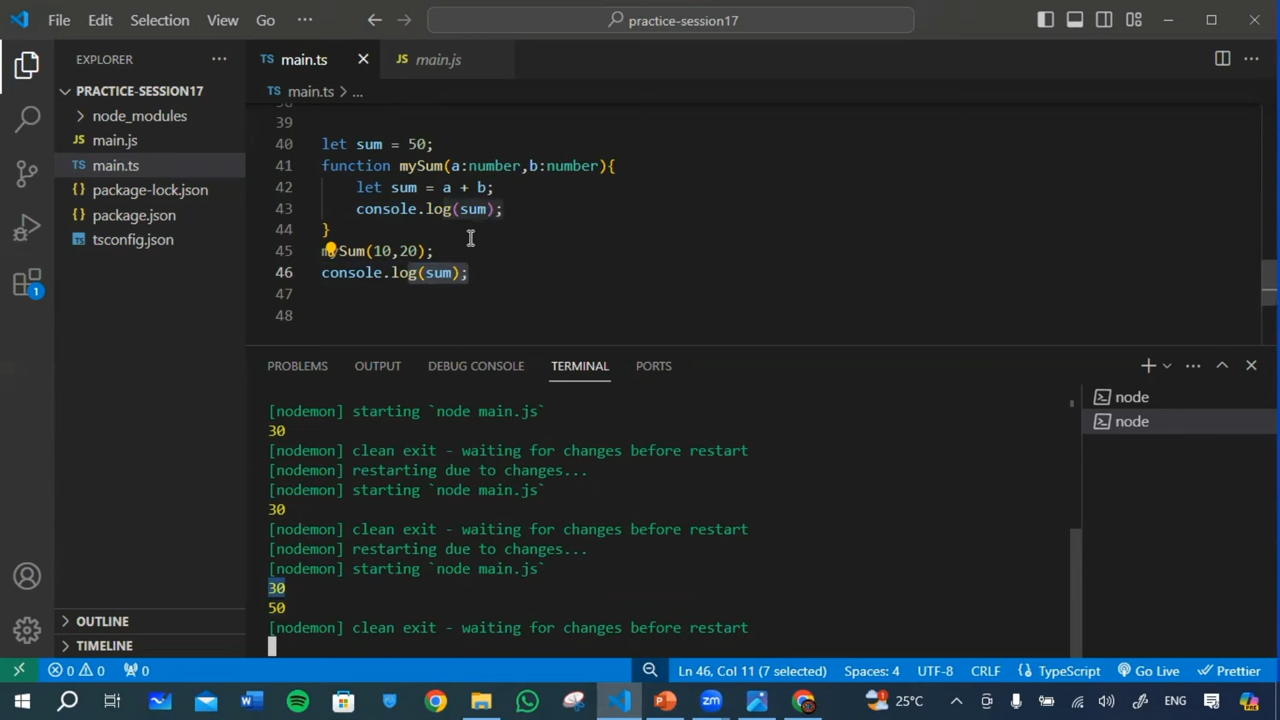 File Edit Selection View Go ··· practice-session17
EXPLORER ···
PRACTICE-SESSION17
node_modules
JS main.js
TS main.ts
{} package-lock.json
{} package.json
tsconfig.json
OUTLINE
TIMELINE
1
TS main.ts
JS main.js
TS main.ts > ...
39
40 let sum = 50;
41 function mySum(a:number,b:number){
42 let sum = a + b;
43 console.log(sum);
44 }
45 mySum(10,20);
46 console.log(sum);
47
48
PROBLEMS OUTPUT DEBUG CONSOLE TERMINAL PORTS
[nodemon] starting `node main.js`
30
[nodemon] clean exit - waiting for changes before restart
[nodemon] restarting due to changes...
[nodemon] starting `node main.js`
30
[nodemon] clean exit - waiting for changes before restart
[nodemon] restarting due to changes...
[nodemon] starting `node main.js`
30
50
[nodemon] clean exit - waiting for changes before restart
node
node
0 0 0 Ln 46, Col 11 (7 selected) Spaces: 4 UTF-8 CRLF {} TypeScript Go Live Prettier
25°C ENG